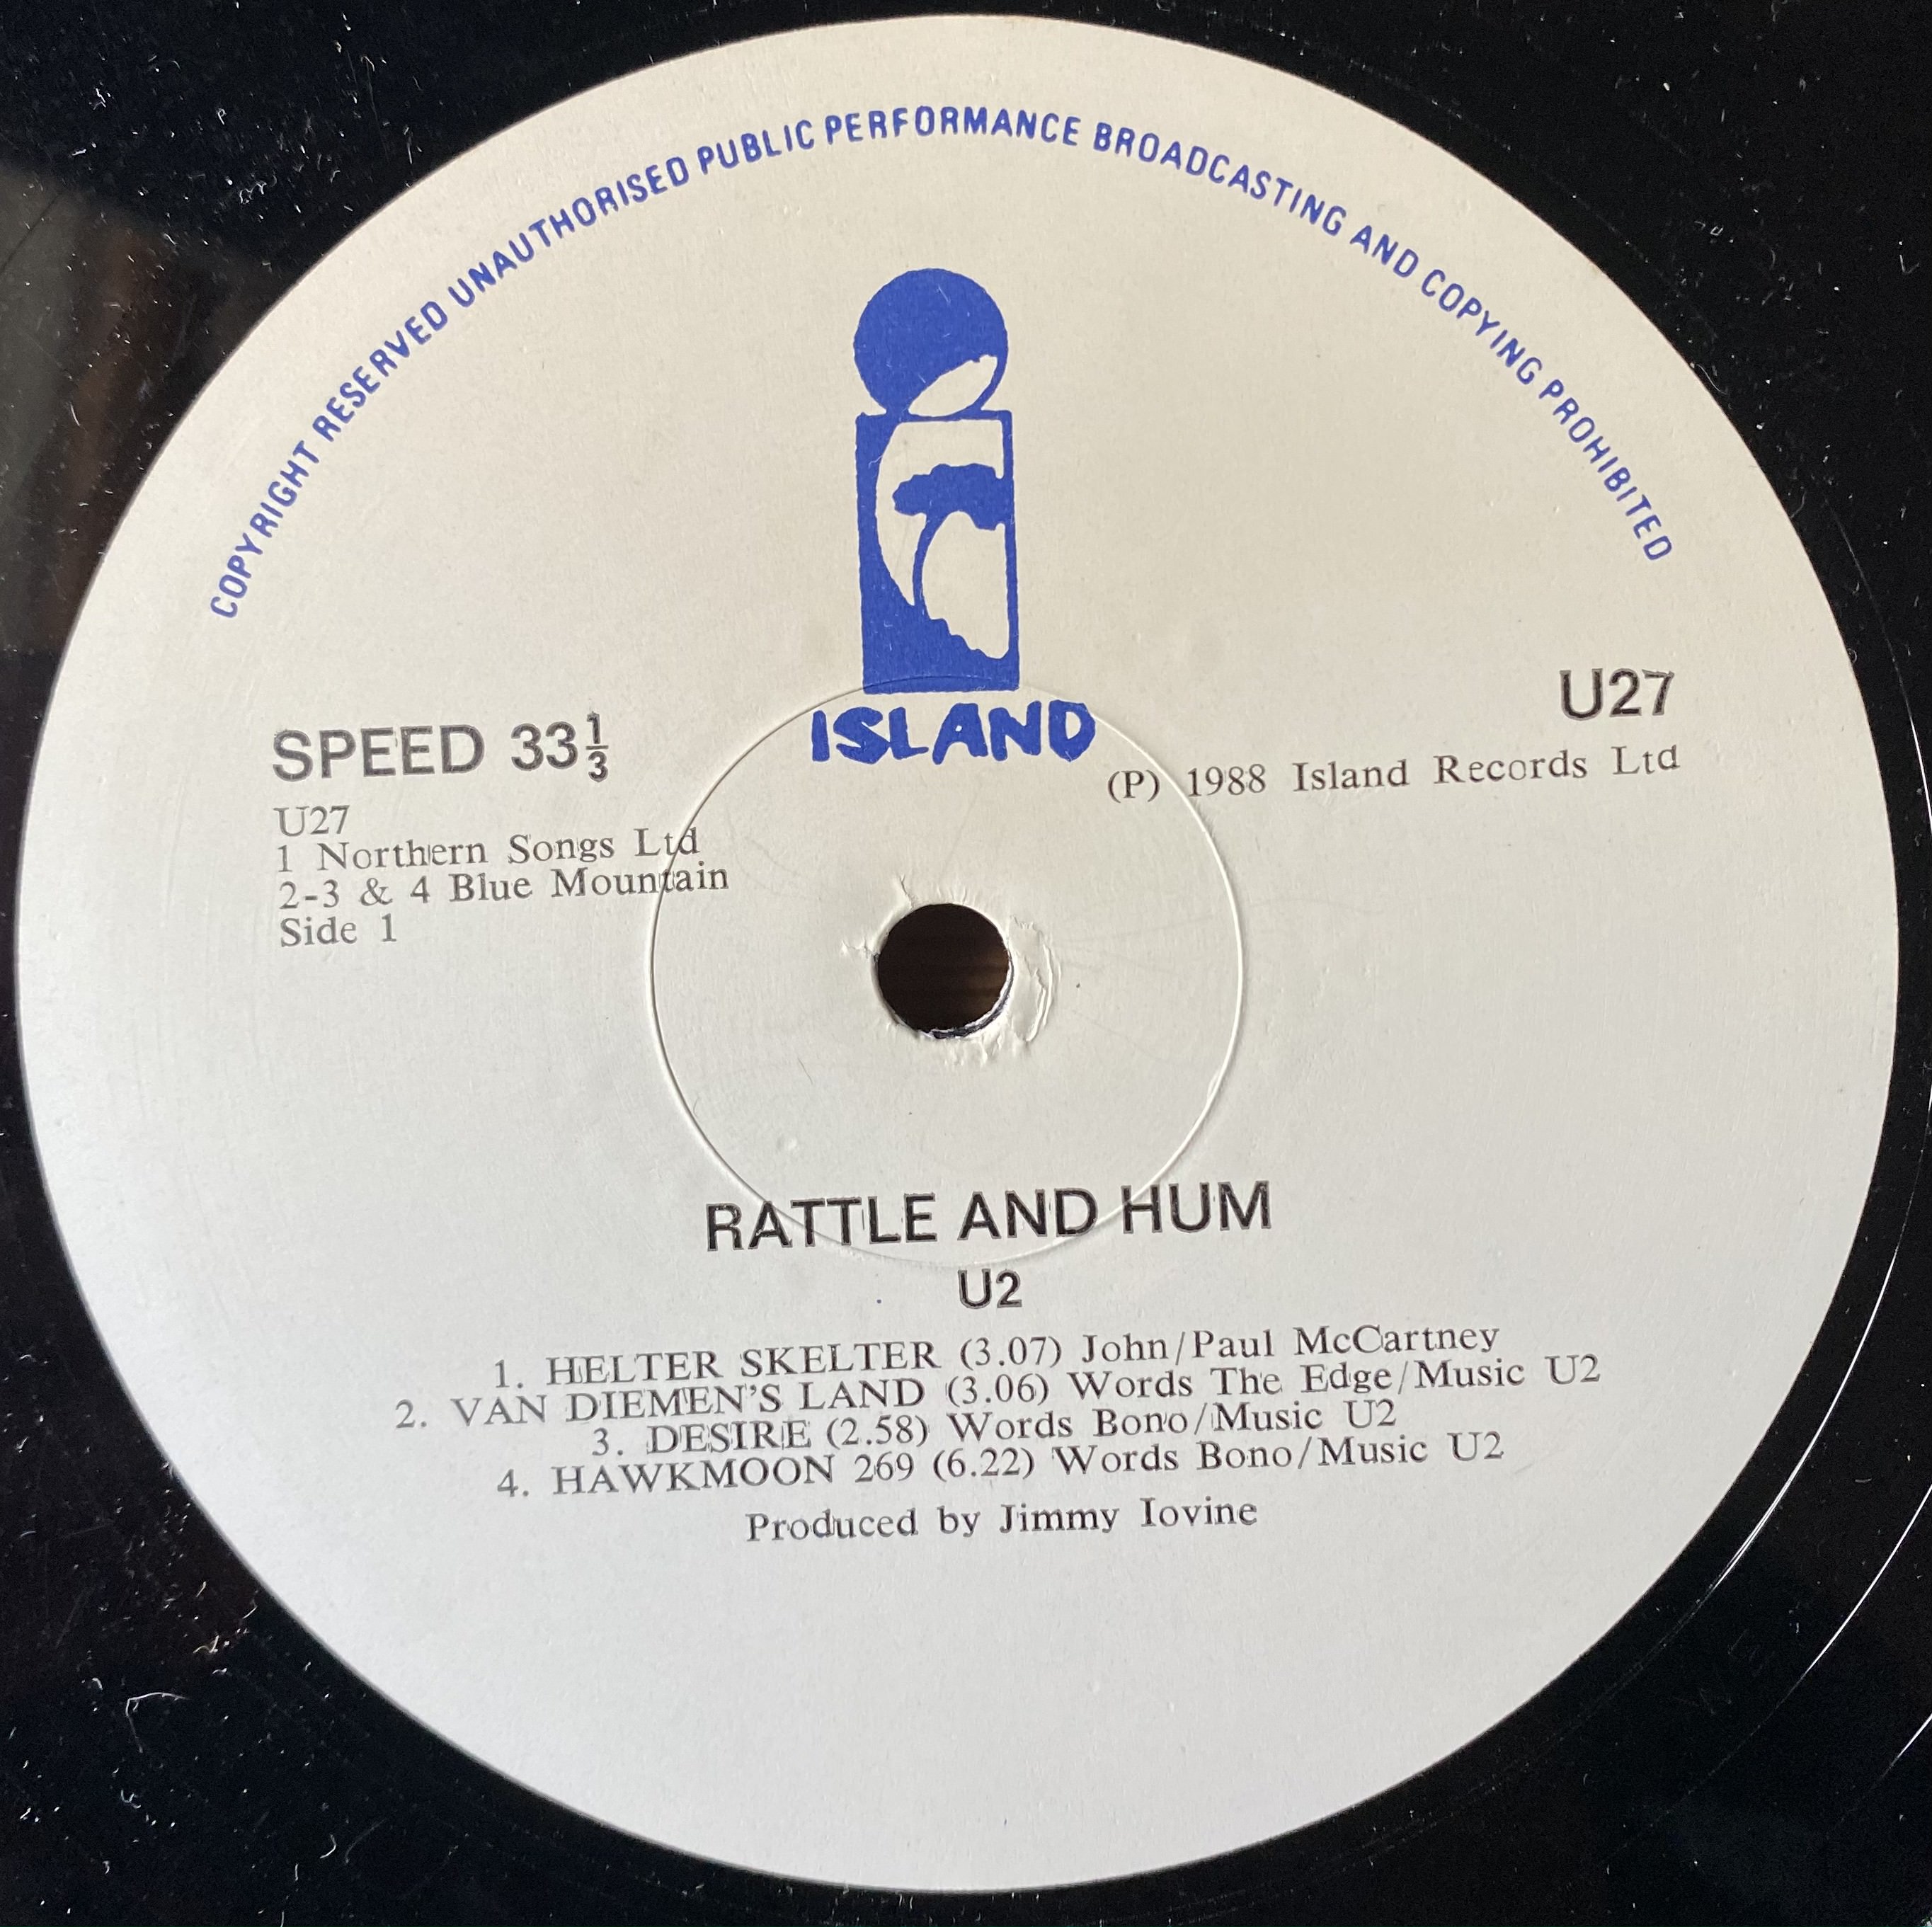 COPYRIGHT RESERVED UNAUTHORISED PUBLIC PERFORMANCE BROADCASTING AND COPYING PROHIBITED
ISLAND
SPEED 33⅓
U27
1 Northern Songs Ltd
2-3 & 4 Blue Mountain
Side 1
U27
(P) 1988 Island Records Ltd
RATTLE AND HUM
U2
1. HELTER SKELTER (3.07) John/Paul McCartney
2. VAN DIEMEN'S LAND (3.06) Words The Edge/Music U2
3. DESIRE (2.58) Words Bono/Music U2
4. HAWKMOON 269 (6.22) Words Bono/Music U2
Produced by Jimmy Iovine